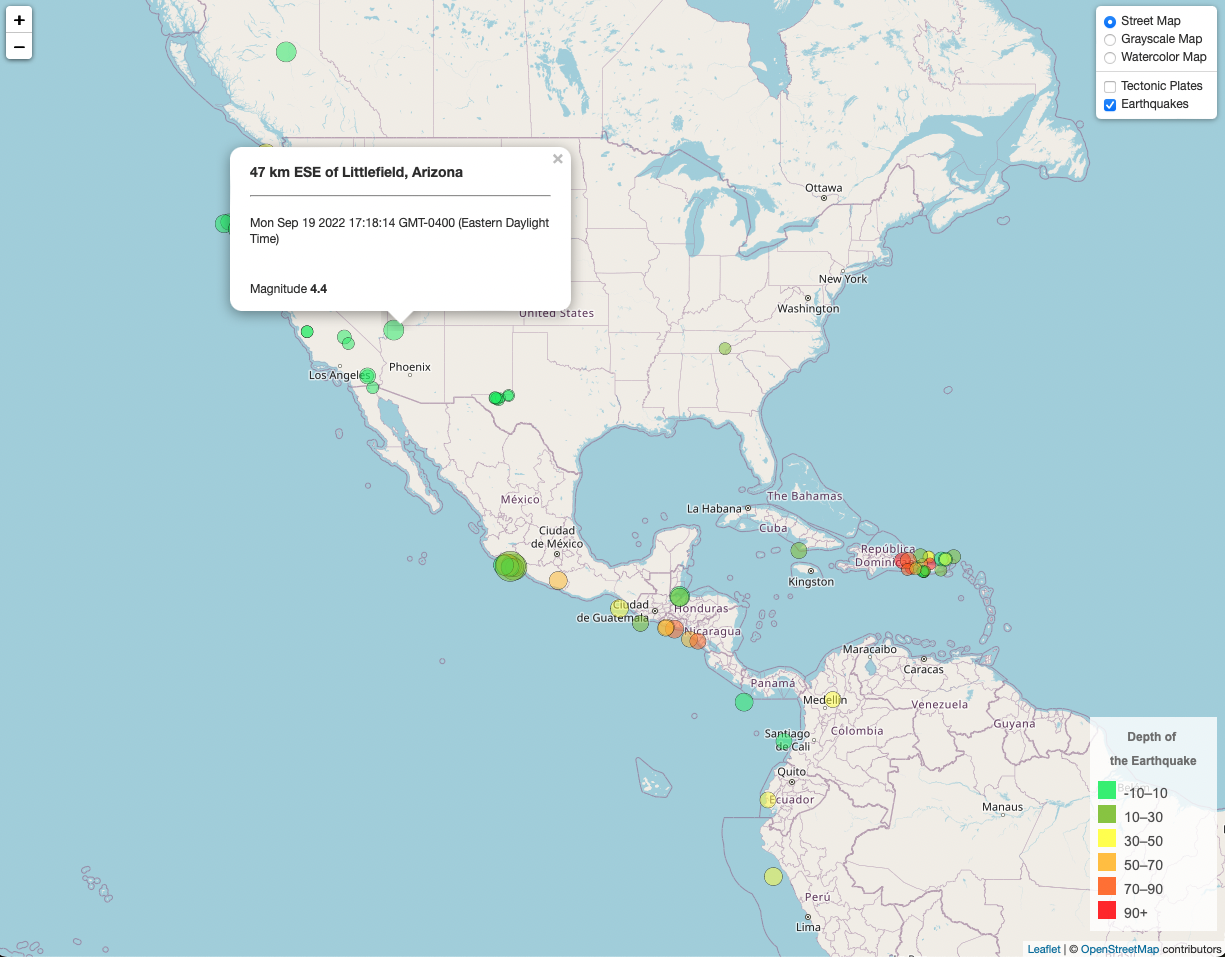 +
−
Street Map
Grayscale Map
Watercolor Map
Tectonic Plates
Earthquakes
×
47 km ESE of Littlefield, Arizona
Mon Sep 19 2022 17:18:14 GMT-0400 (Eastern Daylight
Time)
Magnitude 4.4
Ottawa
New York
Washington
United States
Phoenix
Los Angeles
México
The Bahamas
La Habana
Cuba
Ciudad
de México
República
Kingston
Ciudad
de Guatemala
Honduras
Nicaragua
Maracaibo
Caracas
Panamá
Medellín
Venezuela
Guyana
Colombia
Santiago
de Cali
Quito
Ecuador
Manaus
Perú
Lima
Depth of
the Earthquake
-10–10
10–30
30–50
50–70
70–90
90+
Leaflet | © OpenStreetMap contributors